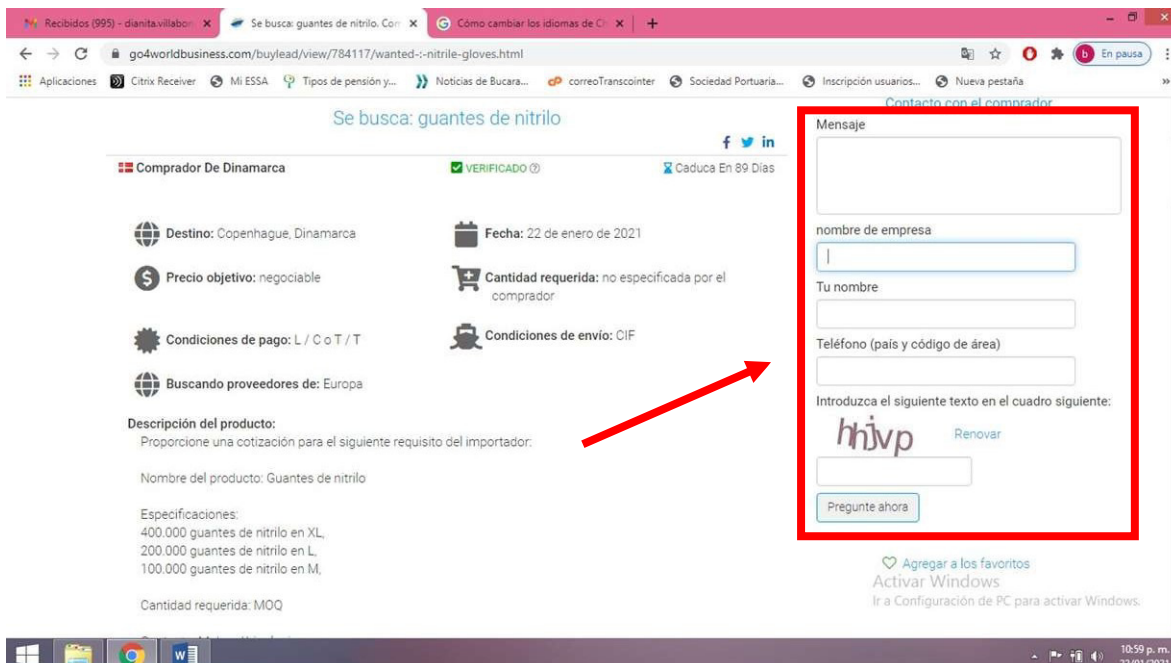 Recibidos (995) - dianita.villabon
Se busca: guantes de nitrilo. Com
Cómo cambiar los idiomas de Ch
go4worldbusiness.com/buylead/view/784117/wanted-:-nitrile-gloves.html
b En pausa
Aplicaciones Citrix Receiver Mi ESSA Tipos de pensión y... Noticias de Bucara... correoTranscointer Sociedad Portuaria... Inscripción usuarios... Nueva pestaña
Se busca: guantes de nitrilo
Comprador De Dinamarca VERIFICADO Caduca En 89 Días
Destino: Copenhague, Dinamarca
Fecha: 22 de enero de 2021
Precio objetivo: negociable
Cantidad requerida: no especificada por el
comprador
Condiciones de pago: L / C o T / T
Condiciones de envío: CIF
Buscando proveedores de: Europa
Descripción del producto:
Proporcione una cotización para el siguiente requisito del importador:
Nombre del producto: Guantes de nitrilo
Especificaciones:
400.000 guantes de nitrilo en XL,
200.000 guantes de nitrilo en L,
100.000 guantes de nitrilo en M,
Cantidad requerida: MOQ
Contacto con el comprador
Mensaje
nombre de empresa
Tu nombre
Teléfono (país y código de área)
Introduzca el siguiente texto en el cuadro siguiente:
hhjvp
Renovar
Pregunte ahora
Agregar a los favoritos
Activar Windows
Ir a Configuración de PC para activar Windows.
10:59 p. m.